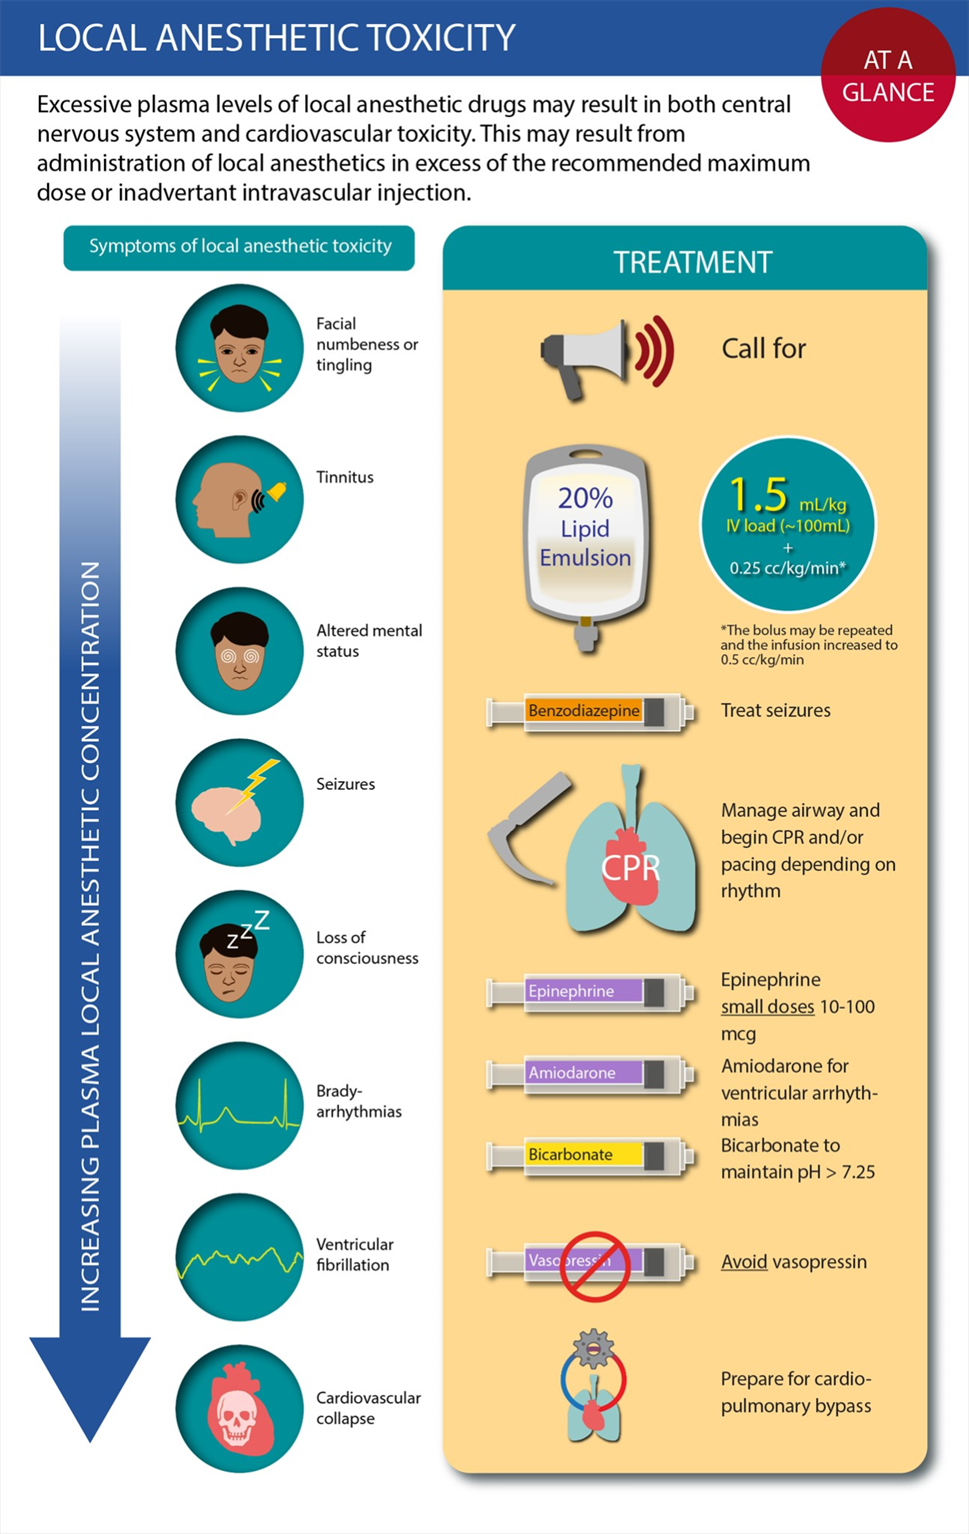 LOCAL ANESTHETIC TOXICITY
AT A
GLANCE
Excessive plasma levels of local anesthetic drugs may result in both central
nervous system and cardiovascular toxicity. This may result from
administration of local anesthetics in excess of the recommended maximum
dose or inadvertant intravascular injection.
Symptoms of local anesthetic toxicity
INCREASING PLASMA LOCAL ANESTHETIC CONCENTRATION
Facial
numbeness or
tingling
Tinnitus
Altered mental
status
Seizures
z z Z
Loss of
consciousness
Brady-
arrhythmias
Ventricular
fibrillation
Cardiovascular
collapse
TREATMENT
Call for
20%
Lipid
Emulsion
1.5 mL/kg
IV load (~100mL)
+
0.25 cc/kg/min*
*The bolus may be repeated
and the infusion increased to
0.5 cc/kg/min
Benzodiazepine
Treat seizures
CPR
Manage airway and
begin CPR and/or
pacing depending on
rhythm
Epinephrine
Epinephrine
small doses 10-100
mcg
Amiodarone
Amiodarone for
ventricular arrhyth-
mias
Bicarbonate
Bicarbonate to
maintain pH > 7.25
Vasopressin
Avoid vasopressin
Prepare for cardio-
pulmonary bypass